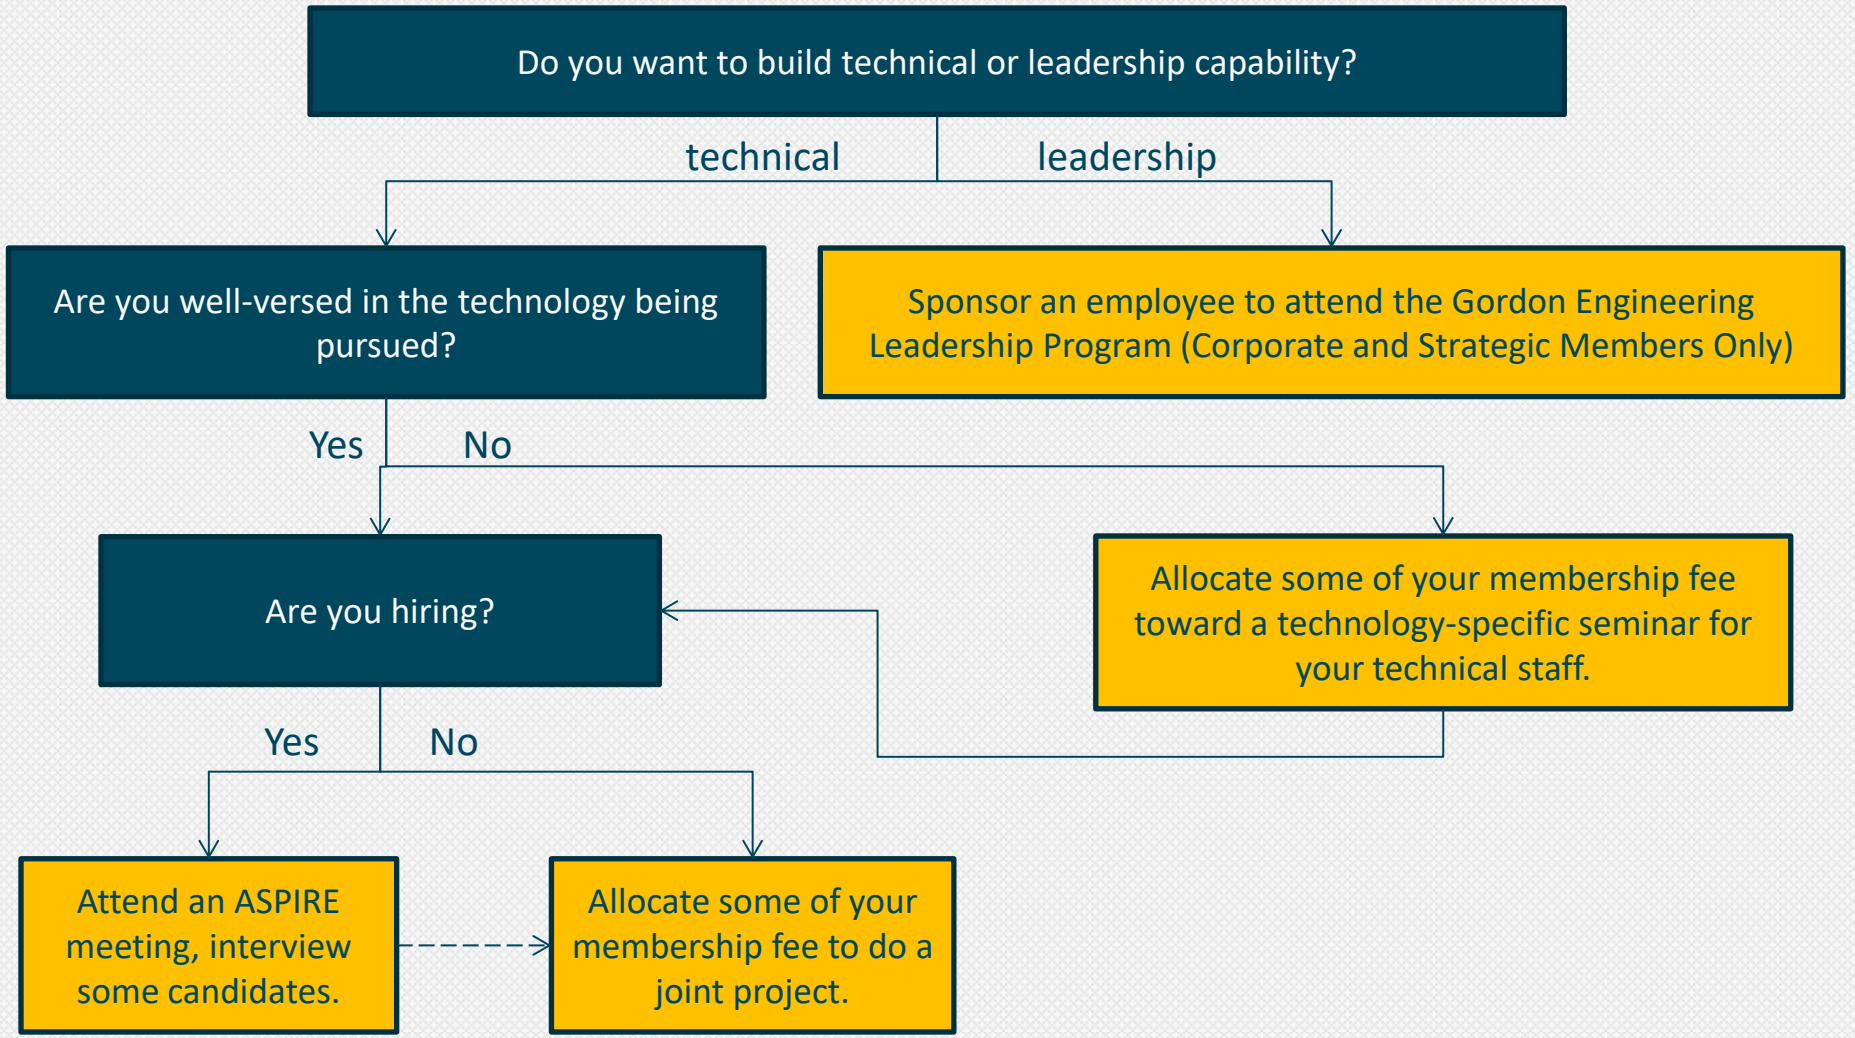 Do you want to build technical or leadership capability?
technical
leadership
Are you well-versed in the technology being
pursued?
Sponsor an employee to attend the Gordon Engineering
Leadership Program (Corporate and Strategic Members Only)
Yes
No
Are you hiring?
Allocate some of your membership fee
toward a technology-specific seminar for
your technical staff.
Yes
No
Attend an ASPIRE
meeting, interview
some candidates.
Allocate some of your
membership fee to do a
joint project.